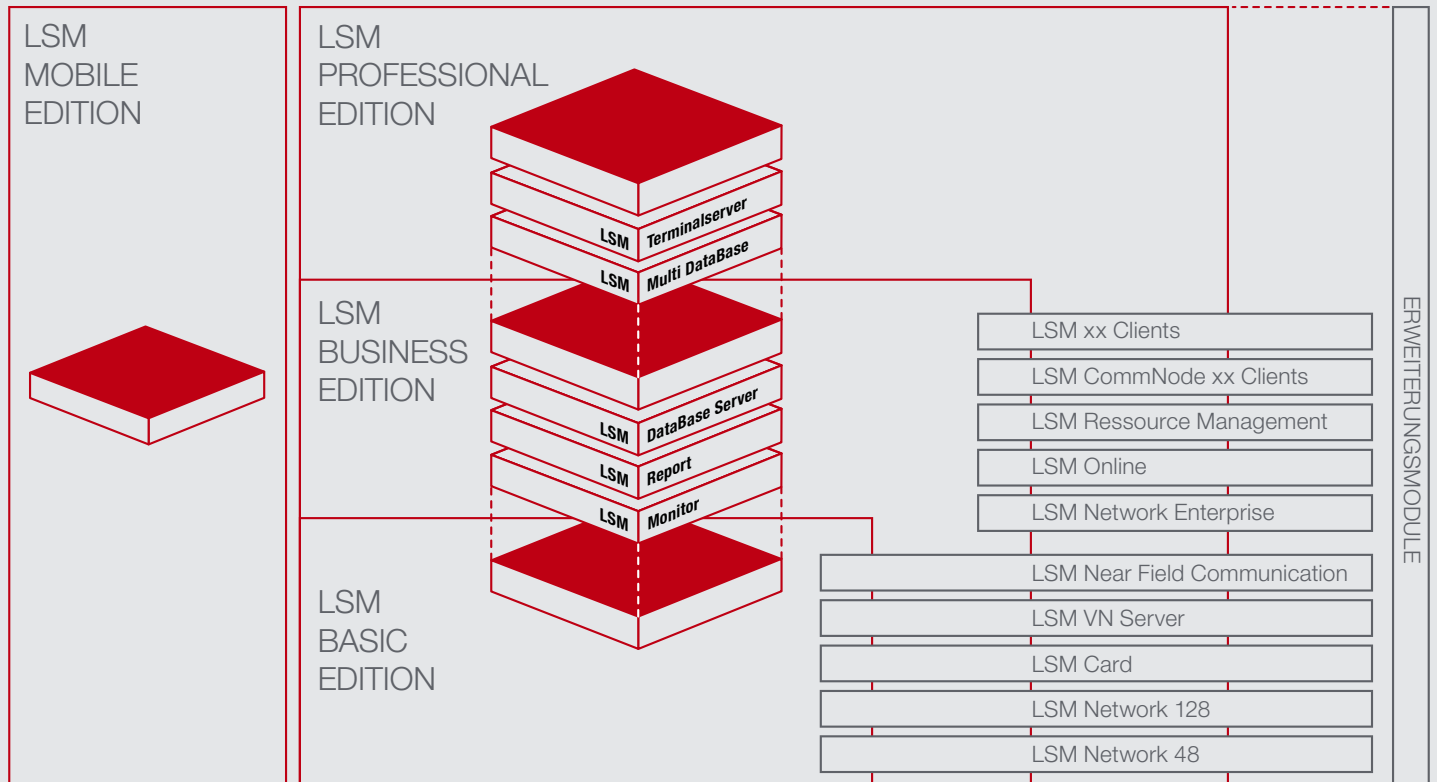 LSM
MOBILE
EDITION
LSM
PROFESSIONAL
EDITION
LSM Terminalserver
LSM Multi DataBase
LSM
BUSINESS
EDITION
LSM DataBase Server
LSM Report
LSM Monitor
LSM
BASIC
EDITION
LSM xx Clients
LSM CommNode xx Clients
LSM Ressource Management
LSM Online
LSM Network Enterprise
LSM Near Field Communication
LSM VN Server
LSM Card
LSM Network 128
LSM Network 48
ERWEITERUNGSMODULE